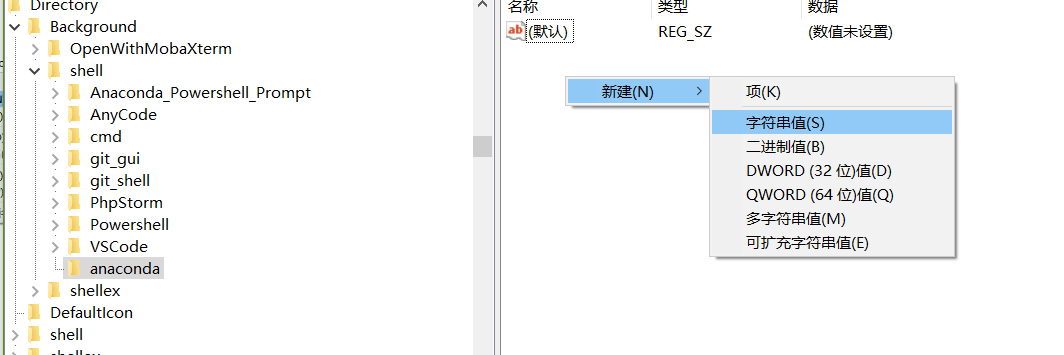 Directory
Background
OpenWithMobaXterm
shell
Anaconda_Powershell_Prompt
AnyCode
cmd
git_gui
git_shell
PhpStorm
Powershell
VSCode
anaconda
shellex
DefaultIcon
shell
shellex
名称 类型 数据
ab (默认) REG_SZ (数值未设置)
新建(N)
项(K)
字符串值(S)
二进制值(B)
DWORD (32 位)值(D)
QWORD (64 位)值(Q)
多字符串值(M)
可扩充字符串值(E)